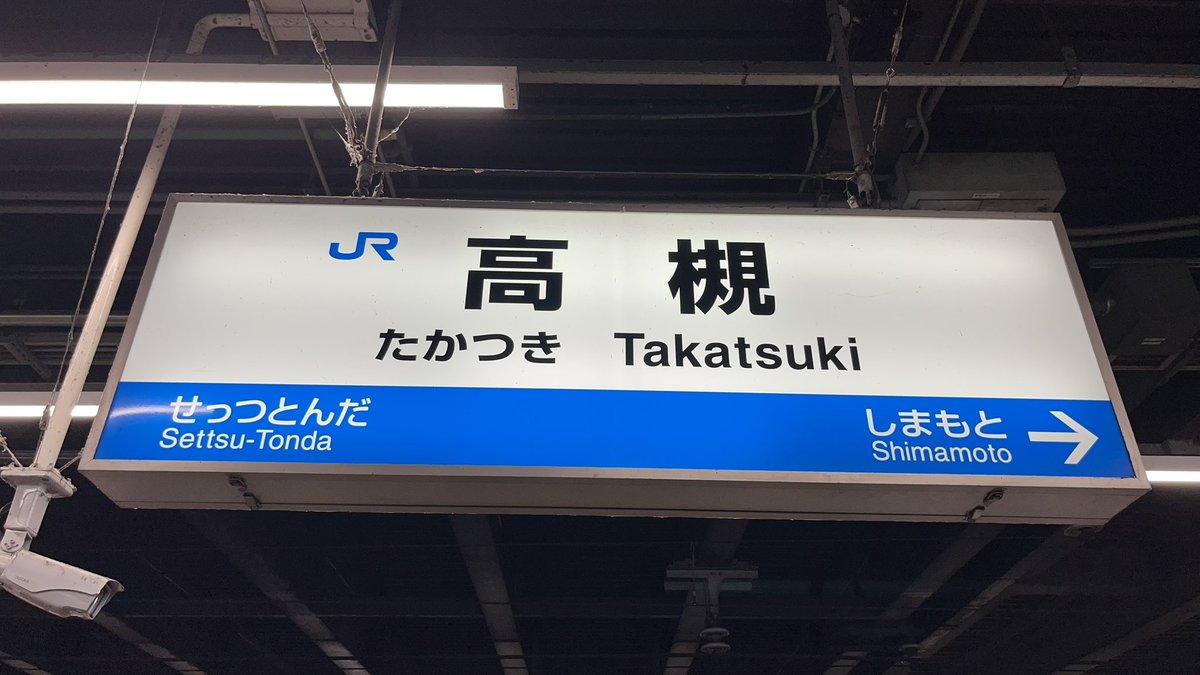 JR 高槻
たかつき Takatsuki
せっつとんだ
Settsu-Tonda
しまもと →
Shimamoto